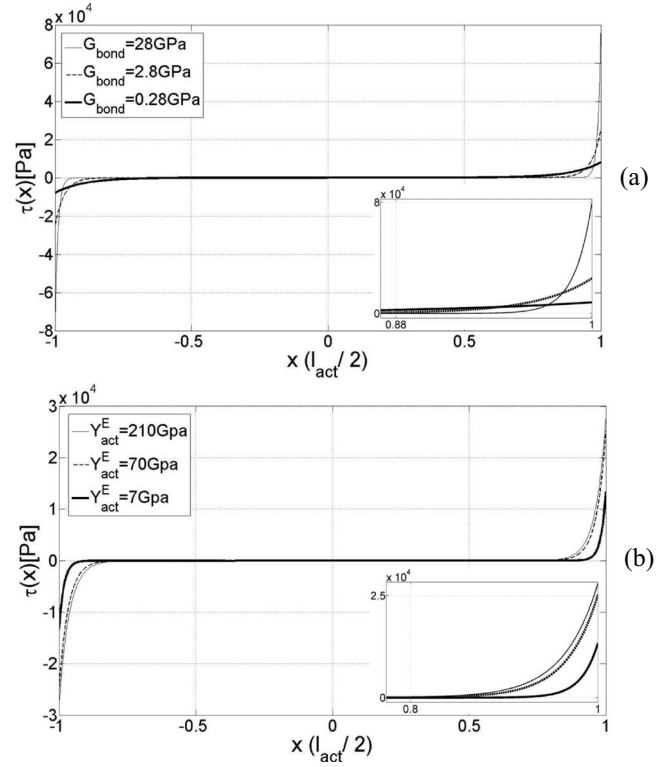 8 x 10^4
G_bond=28GPa
G_bond=2.8GPa
G_bond=0.28GPa
6
4
2
0
-2
-4
-6
-8
τ(x)[Pa]
x 10^4
8
0
0.88 1
-1 -0.5 0 0.5 1
x (l_act/ 2)
(a)
3 x 10^4
Y^E_act=210Gpa
Y^E_act=70Gpa
Y^E_act=7Gpa
2
1
0
-1
-2
-3
τ(x)[Pa]
x 10^4
2.5
0
0.8 1
-1 -0.5 0 0.5 1
x (l_act/ 2)
(b)